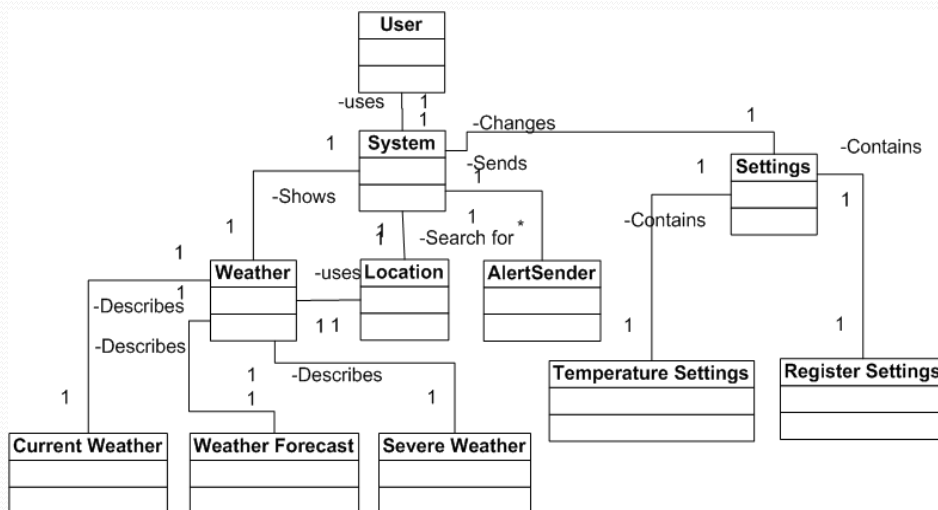 User
-uses
1
1
1
System
-Changes
1
-Sends
1
1
Settings
-Contains
1
-Shows
1
1
-Contains
1
1
-Search for
*
1
Weather
-uses
Location
AlertSender
1
-Describes
1 1
1
1
-Describes
1
-Describes
1
1
1
Temperature Settings
Register Settings
1
Current Weather
Weather Forecast
Severe Weather